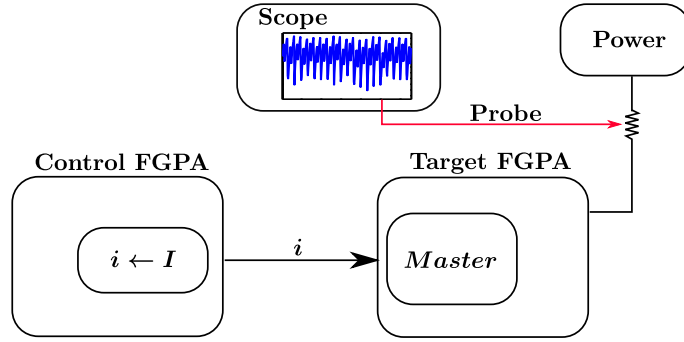 Scope
Power
Probe
Control FGPA
Target FGPA
i ← I
i
Master